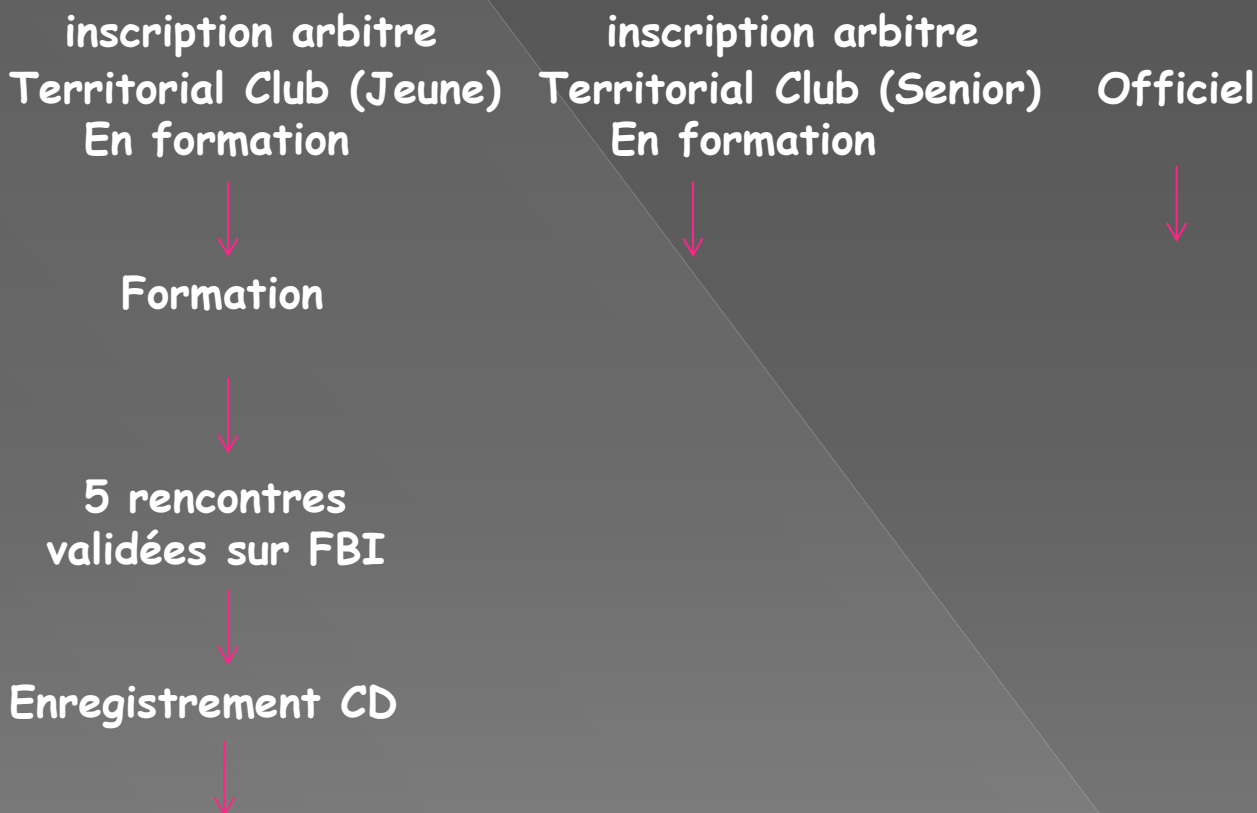 inscription arbitre
Territorial Club (Jeune)
En formation
Formation
5 rencontres
validées sur FBI
Enregistrement CD
inscription arbitre
Territorial Club (Senior)
En formation
Officiel